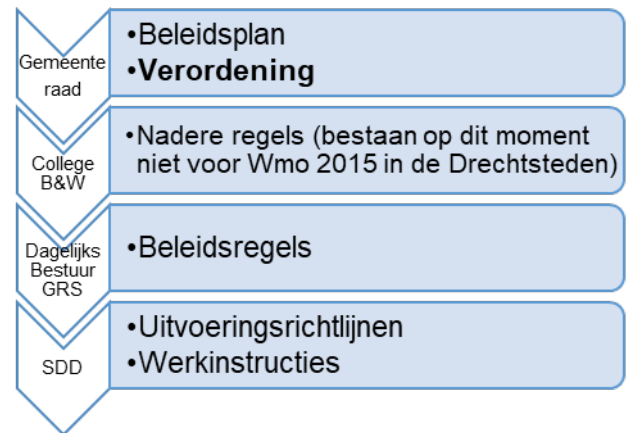 Gemeente
raad
•Beleidsplan
•Verordening
College
B&W
•Nadere regels (bestaan op dit moment
niet voor Wmo 2015 in de Drechtsteden)
Dagelijks
Bestuur
GRS
•Beleidsregels
SDD
•Uitvoeringsrichtlijnen
•Werkinstructies